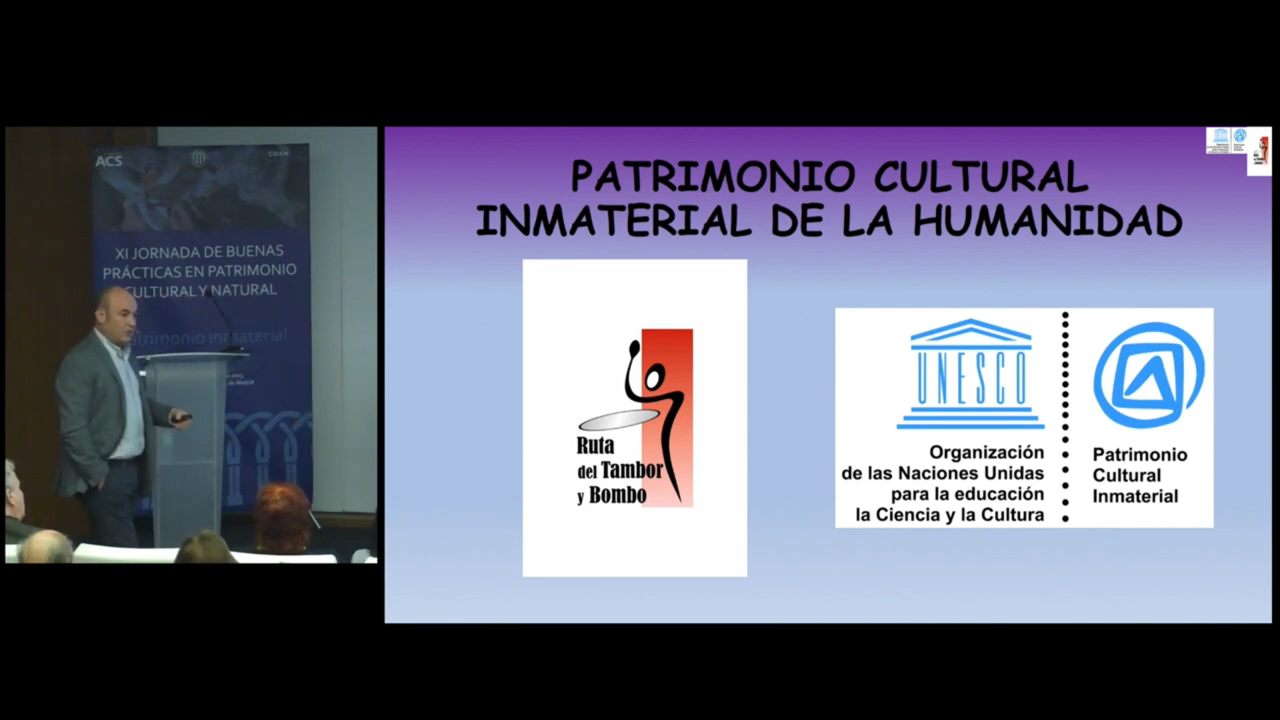 ACS
COAM
XI JORNADA DE BUENAS
PRÁCTICAS EN PATRIMONIO
CULTURAL Y NATURAL
Patrimonio inmaterial
de Madrid
PATRIMONIO CULTURAL
INMATERIAL DE LA HUMANIDAD
Ruta
del Tambor
y Bombo
UNESCO
Organización
de las Naciones Unidas
para la educación
la Ciencia y la Cultura
Patrimonio
Cultural
Inmaterial